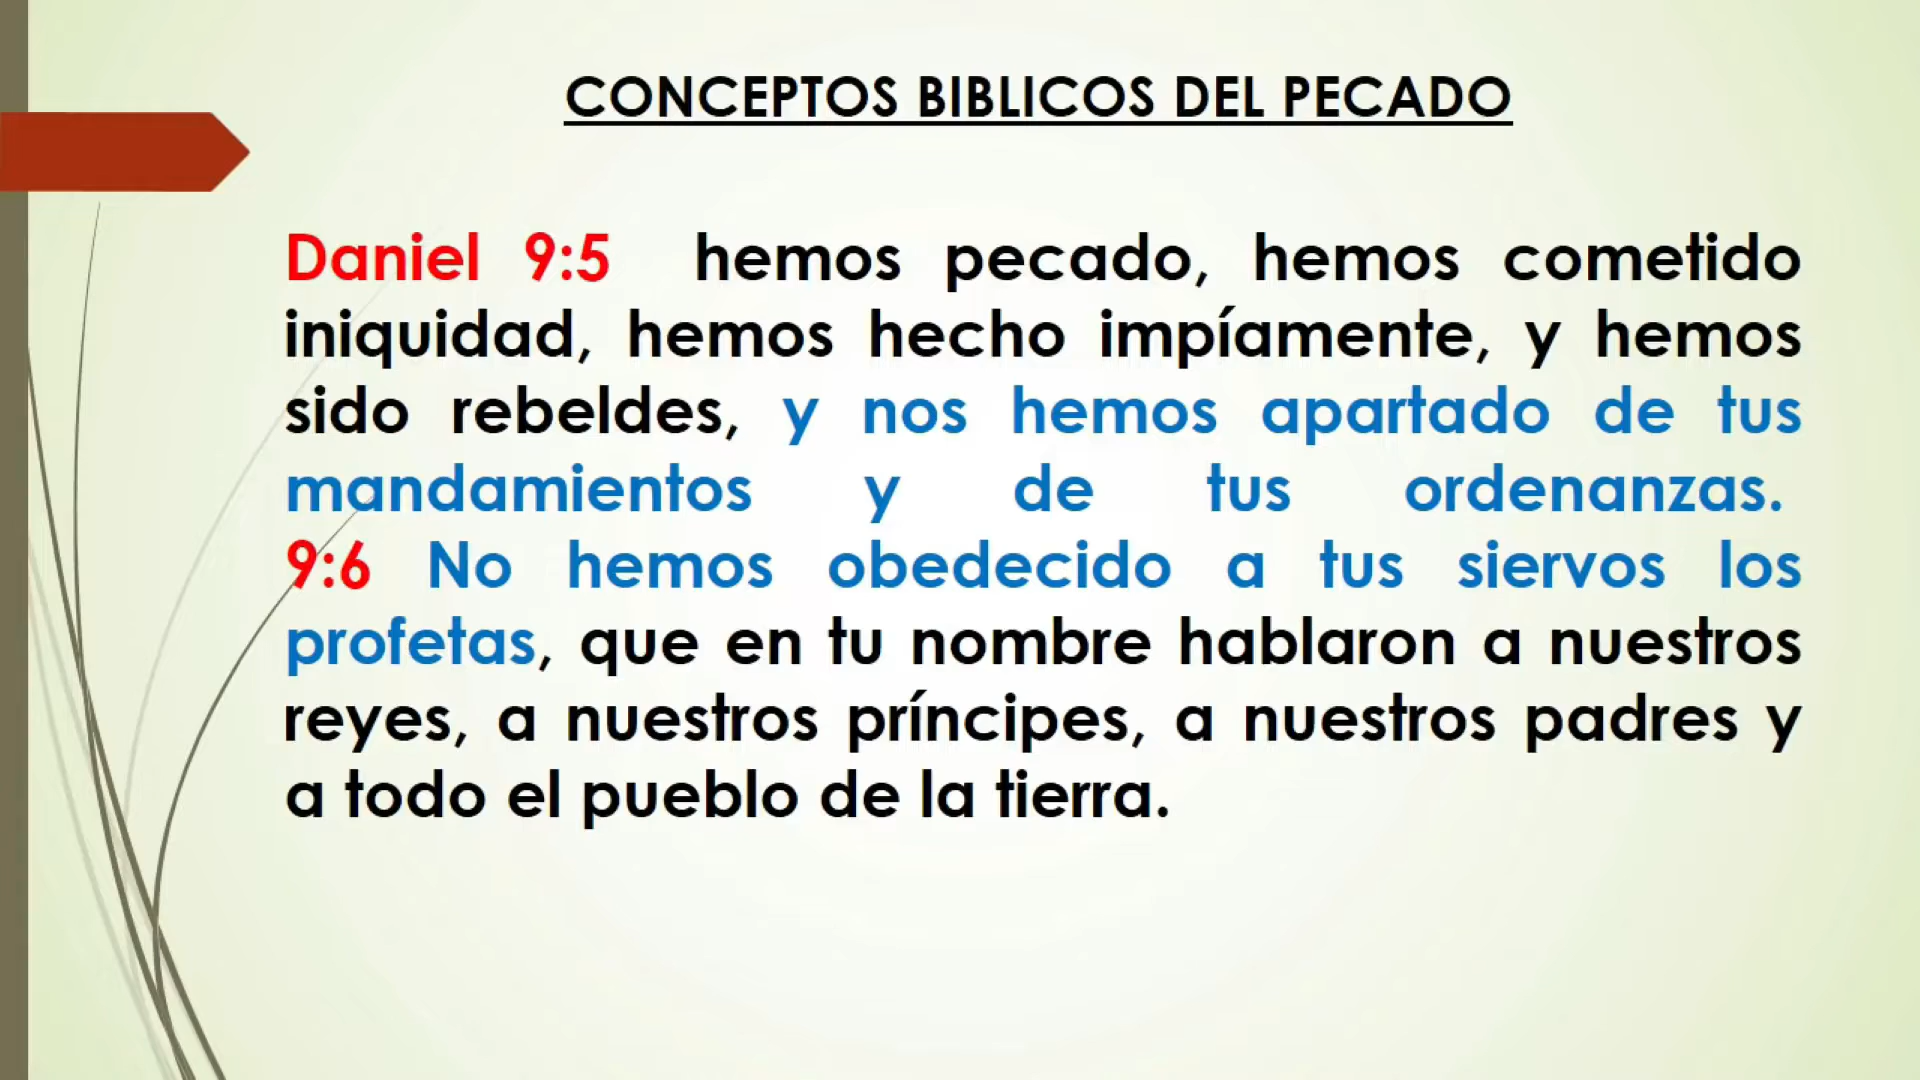 CONCEPTOS BIBLICOS DEL PECADO
Daniel 9:5 hemos pecado, hemos cometido
iniquidad, hemos hecho impíamente, y hemos
sido rebeldes, y nos hemos apartado de tus
mandamientos y de tus ordenanzas.
9:6 No hemos obedecido a tus siervos los
profetas, que en tu nombre hablaron a nuestros
reyes, a nuestros príncipes, a nuestros padres y
a todo el pueblo de la tierra.